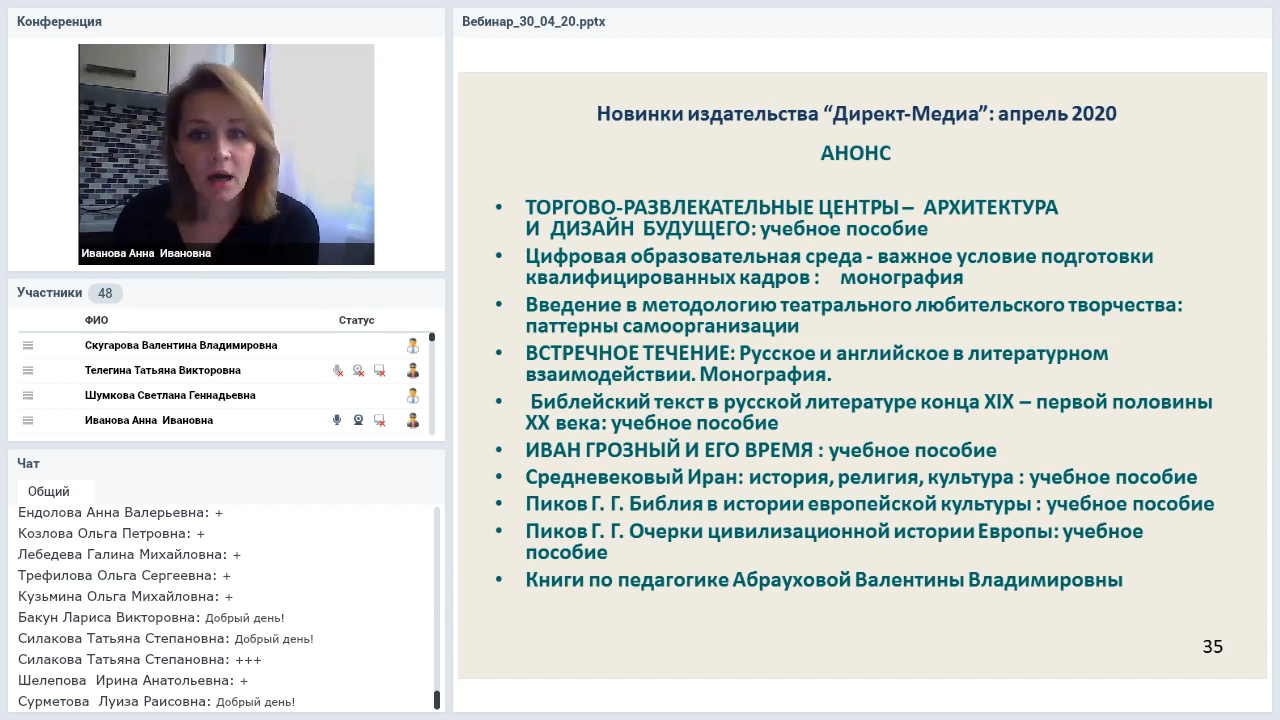 Конференция
Иванова Анна  Ивановна
Участники 48
ФИО Статус
Скугарова Валентина Владимировна
Телегина Татьяна Викторовна
Шумкова Светлана Геннадьевна
Иванова Анна  Ивановна
Чат
Общий
Ендолова Анна Валерьевна: +
Козлова Ольга Петровна: +
Лебедева Галина Михайловна: +
Трефилова Ольга Сергеевна: +
Кузьмина Ольга Михайловна: +
Бакун Лариса Викторовна: Добрый день!
Силакова Татьяна Степановна: Добрый день!
Силакова Татьяна Степановна: +++
Шелепова  Ирина Анатольевна: +
Сурметова  Луиза Раисовна: Добрый день!
Вебинар_30_04_20.pptx
Новинки издательства “Директ-Медиа”: апрель 2020
АНОНС
• ТОРГОВО-РАЗВЛЕКАТЕЛЬНЫЕ ЦЕНТРЫ – АРХИТЕКТУРА
И ДИЗАЙН БУДУЩЕГО: учебное пособие
• Цифровая образовательная среда - важное условие подготовки
квалифицированных кадров : монография
• Введение в методологию театрального любительского творчества:
паттерны самоорганизации
• ВСТРЕЧНОЕ ТЕЧЕНИЕ: Русское и английское в литературном
взаимодействии. Монография.
• Библейский текст в русской литературе конца XIX – первой половины
XX века: учебное пособие
• ИВАН ГРОЗНЫЙ И ЕГО ВРЕМЯ : учебное пособие
• Средневековый Иран: история, религия, культура : учебное пособие
• Пиков Г. Г. Библия в истории европейской культуры : учебное пособие
• Пиков Г. Г. Очерки цивилизационной истории Европы: учебное
пособие
• Книги по педагогике Абрауховой Валентины Владимировны
35